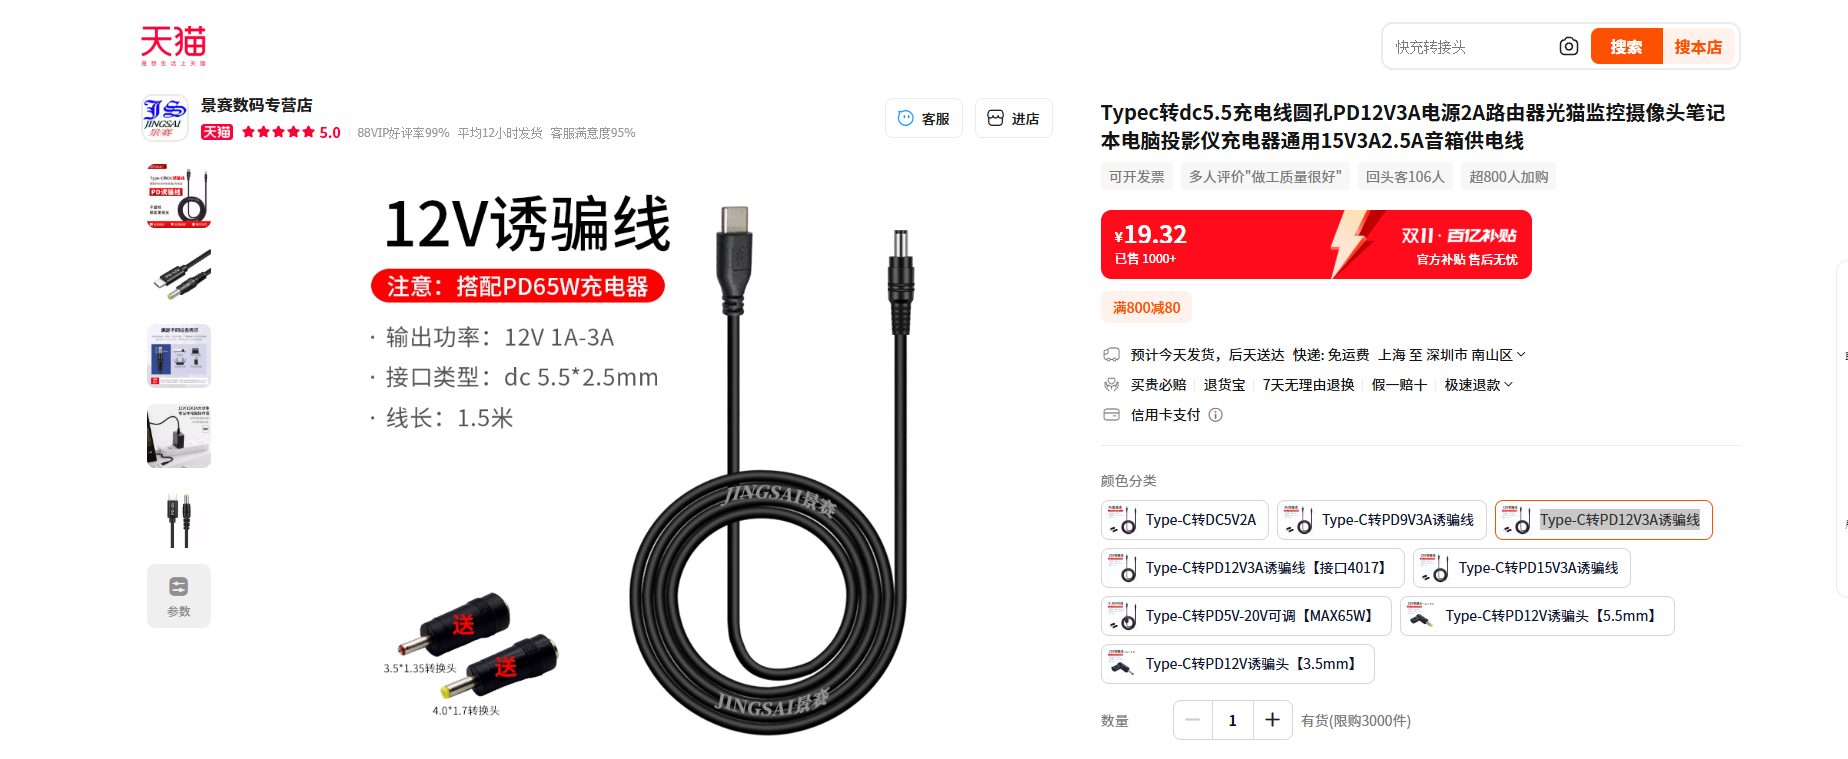 天猫
理想生活上天猫
快充转接头
搜索
搜本店
JS
JINGSAI
景赛
景赛数码专营店
天猫 5.0 88VIP好评率99% 平均12小时发货 客服满意度95%
客服
进店
参数
12V诱骗线
注意：搭配PD65W充电器
· 输出功率：12V 1A-3A
· 接口类型：dc 5.5*2.5mm
· 线长：1.5米
JINGSAI景赛
JINGSAI景赛
送
送
3.5*1.35转换头
4.0*1.7转换头
Typec转dc5.5充电线圆孔PD12V3A电源2A路由器光猫监控摄像头笔记
本电脑投影仪充电器通用15V3A2.5A音箱供电线
可开发票 多人评价"做工质量很好" 回头客106人 超800人加购
¥19.32
已售 1000+
双11 · 百亿补贴
官方补贴 售后无忧
满800减80
预计今天发货，后天送达 快递: 免运费 上海 至 深圳市 南山区
买贵必赔 退货宝 7天无理由退换 假一赔十 极速退款
信用卡支付
颜色分类
Type-C转DC5V2A
Type-C转PD9V3A诱骗线
Type-C转PD12V3A诱骗线
Type-C转PD12V3A诱骗线【接口4017】
Type-C转PD15V3A诱骗线
Type-C转PD5V-20V可调【MAX65W】
Type-C转PD12V诱骗头【5.5mm】
Type-C转PD12V诱骗头【3.5mm】
数量
1
有货(限购3000件)